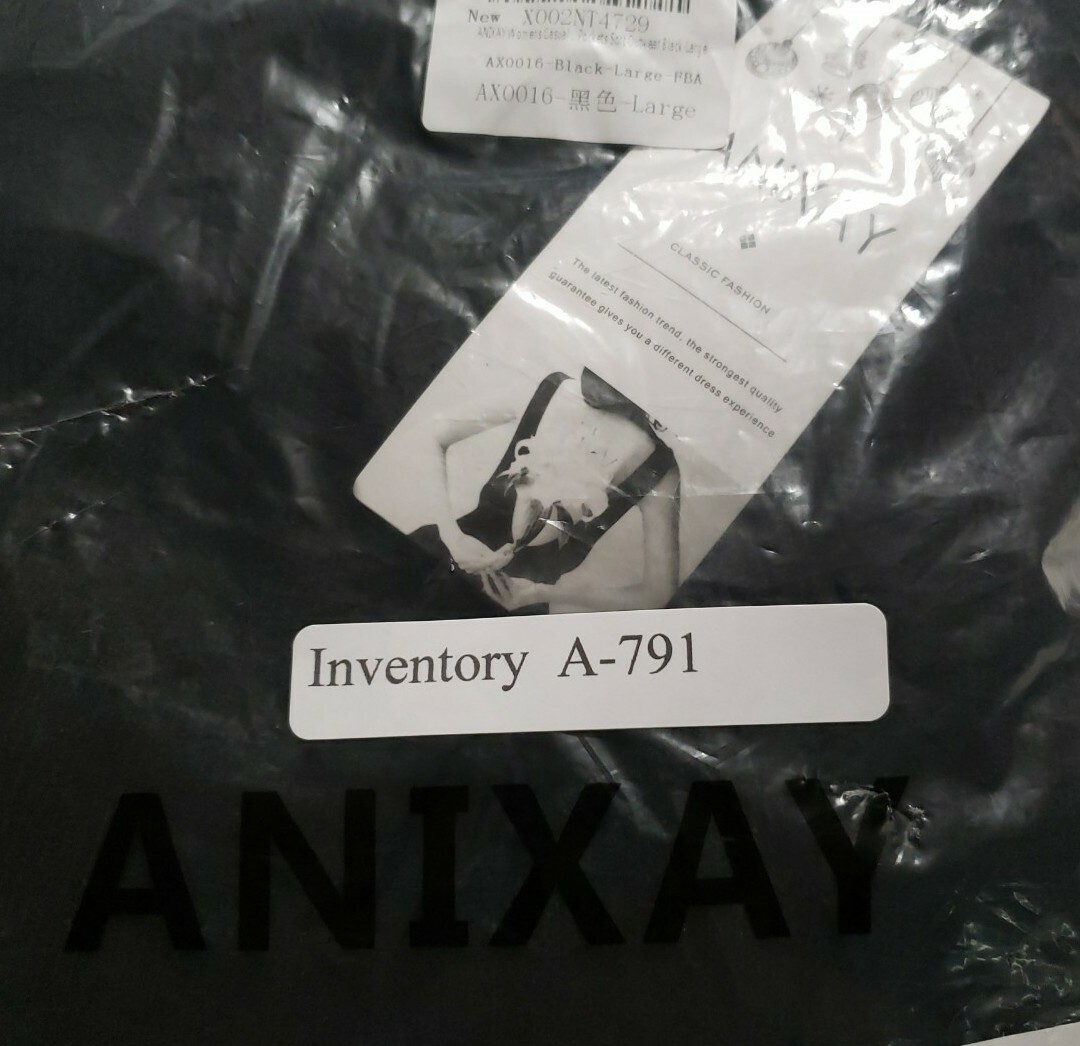 New X002NT4729
AX0016-Black-Large-FBA
AX0016-黑色-Large
CLASSIC FASHION
The latest fashion trend, the strongest quality
guarantee gives you a different dress experience
Inventory A-791
ANIXAY